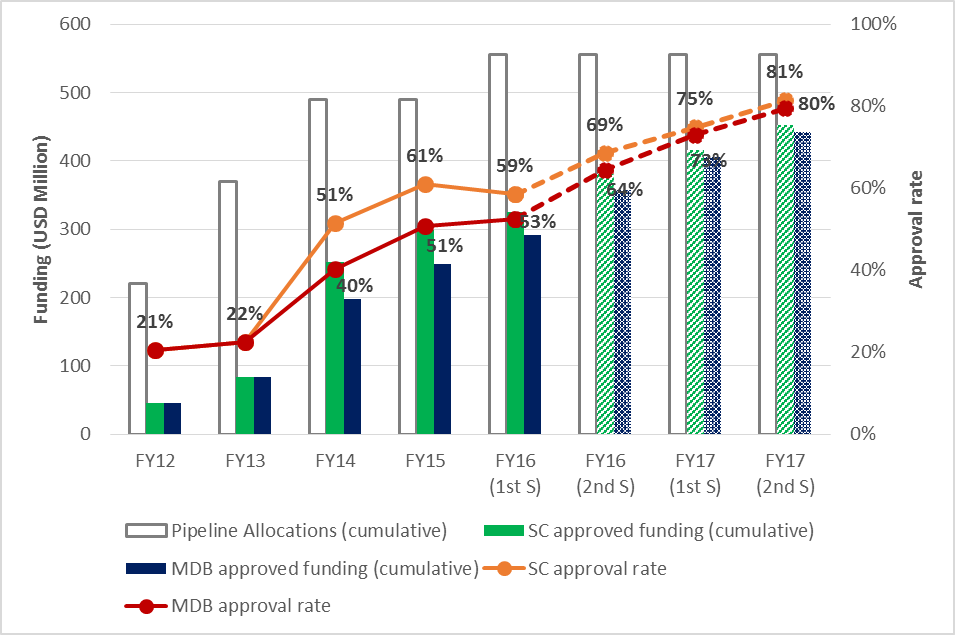 600
500
400
300
200
100
0
Funding (USD Million)
100%
80%
60%
40%
20%
0%
Approval rate
21%
22%
51%
40%
61%
51%
59%
53%
69%
64%
75%
73%
81%
80%
FY12
FY13
FY14
FY15
FY16
(1st S)
FY16
(2nd S)
FY17
(1st S)
FY17
(2nd S)
Pipeline Allocations (cumulative)
SC approved funding (cumulative)
MDB approved funding (cumulative)
SC approval rate
MDB approval rate